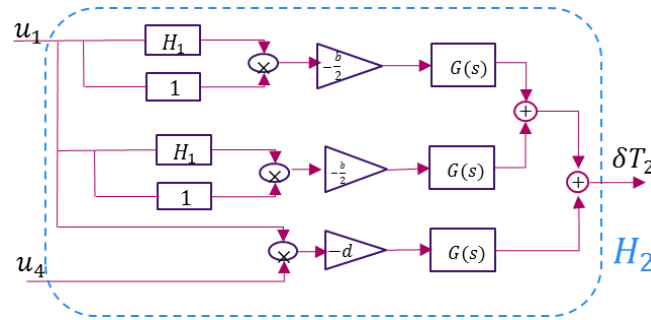 u₁
H₁
×
−b/2
G(s)
1
+
δT₂
H₁
×
−b/2
G(s)
+
1
H₂
×
−d
G(s)
u₄